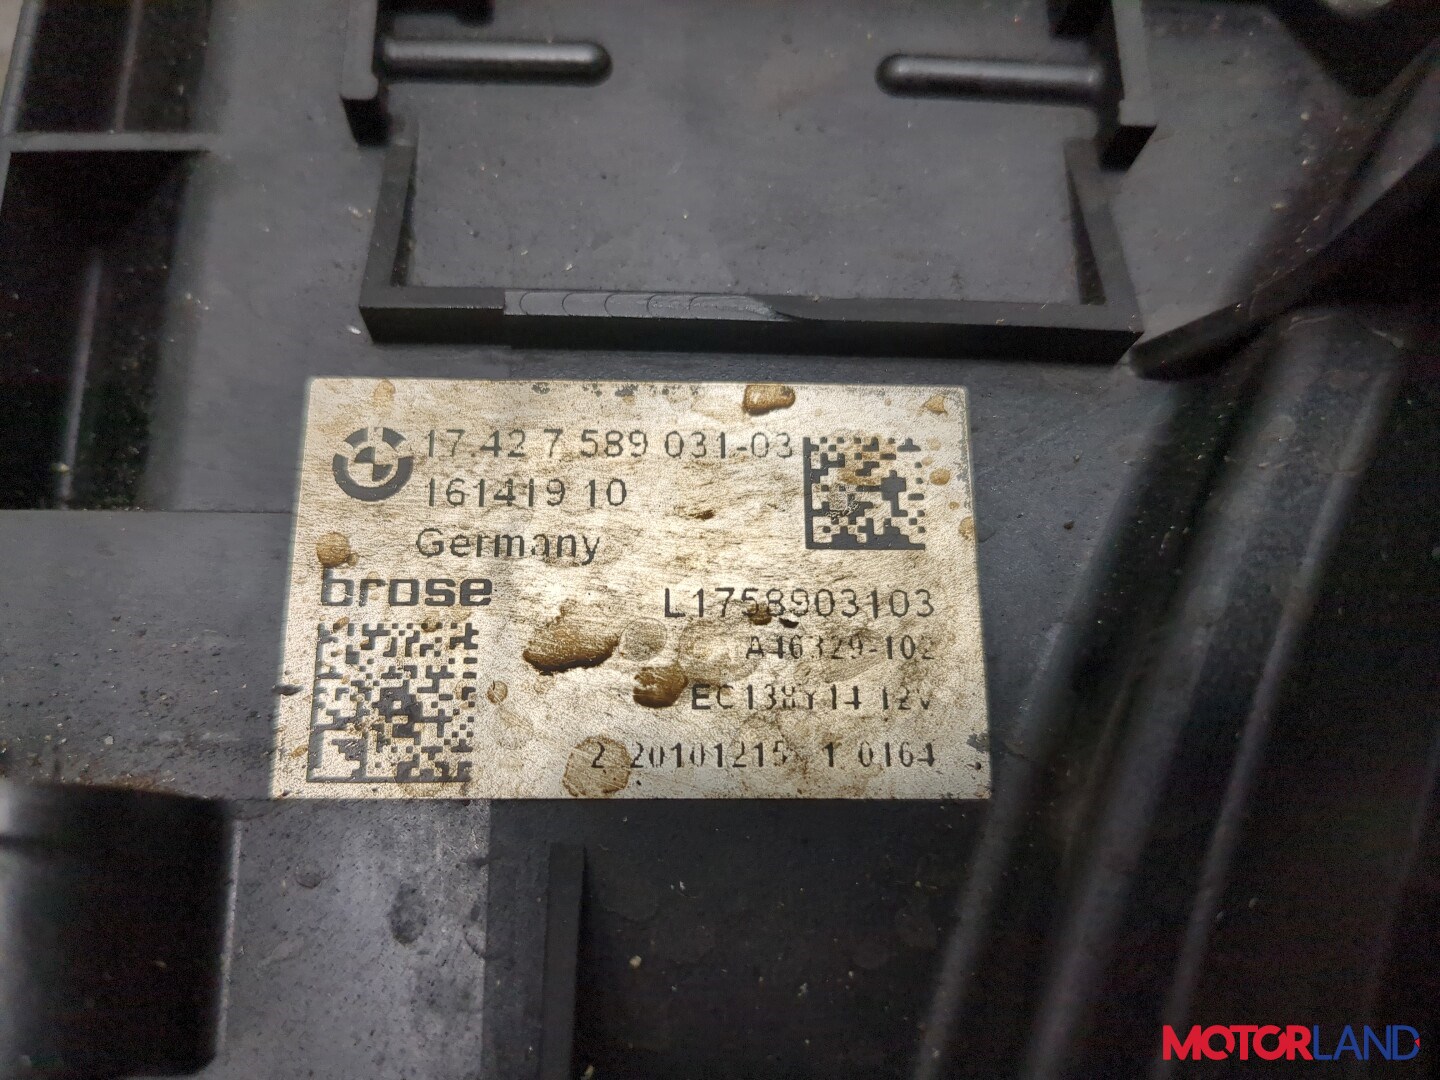 17.42 7 589 031-03
161419 10
Germany
brose
L1758903103
A46329-102
EC138Y14 12V
2 20101215 1 0164
MOTORLAND